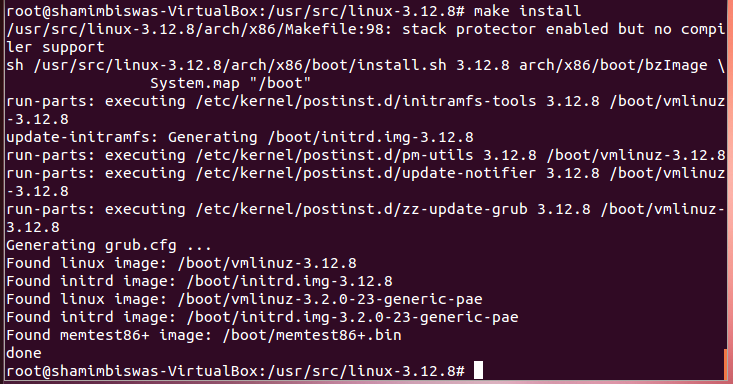 root@shamimbiswas-VirtualBox:/usr/src/linux-3.12.8# make install
/usr/src/linux-3.12.8/arch/x86/Makefile:98: stack protector enabled but no compi
ler support
sh /usr/src/linux-3.12.8/arch/x86/boot/install.sh 3.12.8 arch/x86/boot/bzImage \
                System.map "/boot"
run-parts: executing /etc/kernel/postinst.d/initramfs-tools 3.12.8 /boot/vmlinuz
-3.12.8
update-initramfs: Generating /boot/initrd.img-3.12.8
run-parts: executing /etc/kernel/postinst.d/pm-utils 3.12.8 /boot/vmlinuz-3.12.8
run-parts: executing /etc/kernel/postinst.d/update-notifier 3.12.8 /boot/vmlinuz
-3.12.8
run-parts: executing /etc/kernel/postinst.d/zz-update-grub 3.12.8 /boot/vmlinuz-
3.12.8
Generating grub.cfg ...
Found linux image: /boot/vmlinuz-3.12.8
Found initrd image: /boot/initrd.img-3.12.8
Found linux image: /boot/vmlinuz-3.2.0-23-generic-pae
Found initrd image: /boot/initrd.img-3.2.0-23-generic-pae
Found memtest86+ image: /boot/memtest86+.bin
done
root@shamimbiswas-VirtualBox:/usr/src/linux-3.12.8#